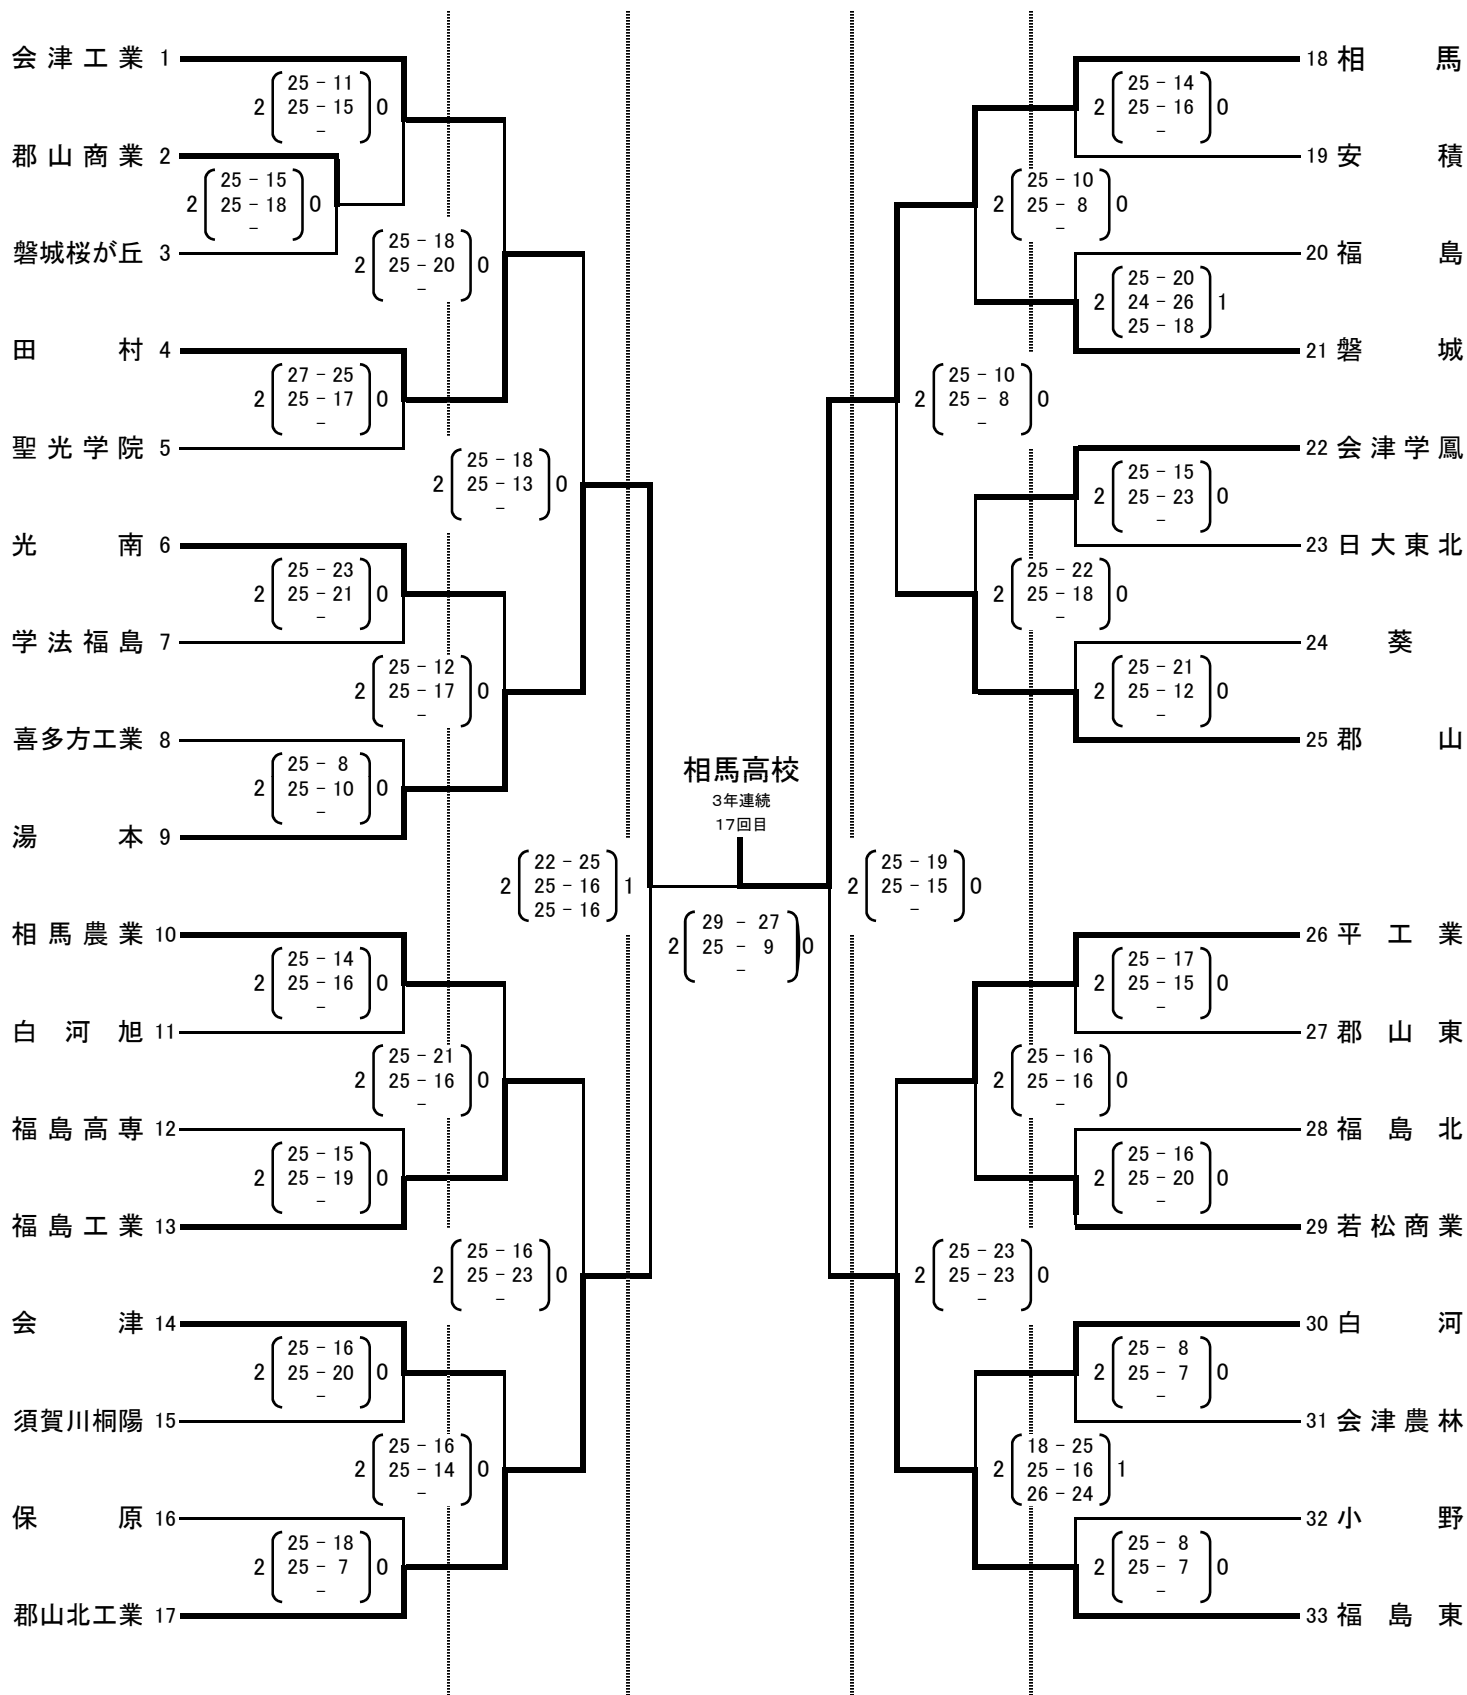 会津工業 1
2 25 - 11 0
25 - 15
-
郡山商業 2
2 25 - 15 0
25 - 18
-
磐城桜が丘 3
2 25 - 18 0
25 - 20
-
田村 4
2 27 - 25 0
25 - 17
-
聖光学院 5
2 25 - 18 0
25 - 13
-
光南 6
2 25 - 23 0
25 - 21
-
学法福島 7
2 25 - 12 0
25 - 17
-
喜多方工業 8
2 25 - 8 0
25 - 10
-
湯本 9
2 22 - 25 1
25 - 16
25 - 16
相馬農業 10
2 25 - 14 0
25 - 16
-
白河旭 11
2 25 - 21 0
25 - 16
-
福島高専 12
2 25 - 15 0
25 - 19
-
福島工業 13
2 25 - 16 0
25 - 23
-
会津 14
2 25 - 16 0
25 - 20
-
須賀川桐陽 15
2 25 - 16 0
25 - 14
-
保原 16
2 25 - 18 0
25 - 7
-
郡山北工業 17
相馬高校
3年連続
17回目
2 29 - 27 0
25 - 9
-
18 相馬
2 25 - 14 0
25 - 16
-
19 安積
2 25 - 10 0
25 - 8
-
20 福島
2 25 - 20 1
24 - 26
25 - 18
21 磐城
2 25 - 10 0
25 - 8
-
22 会津学鳳
2 25 - 15 0
25 - 23
-
23 日大東北
2 25 - 22 0
25 - 18
-
24 葵
2 25 - 21 0
25 - 12
-
25 郡山
2 25 - 19 0
25 - 15
-
26 平工業
2 25 - 17 0
25 - 15
-
27 郡山東
2 25 - 16 0
25 - 16
-
28 福島北
2 25 - 16 0
25 - 20
-
29 若松商業
2 25 - 23 0
25 - 23
-
30 白河
2 25 - 8 0
25 - 7
-
31 会津農林
2 18 - 25 1
25 - 16
26 - 24
32 小野
2 25 - 8 0
25 - 7
-
33 福島東